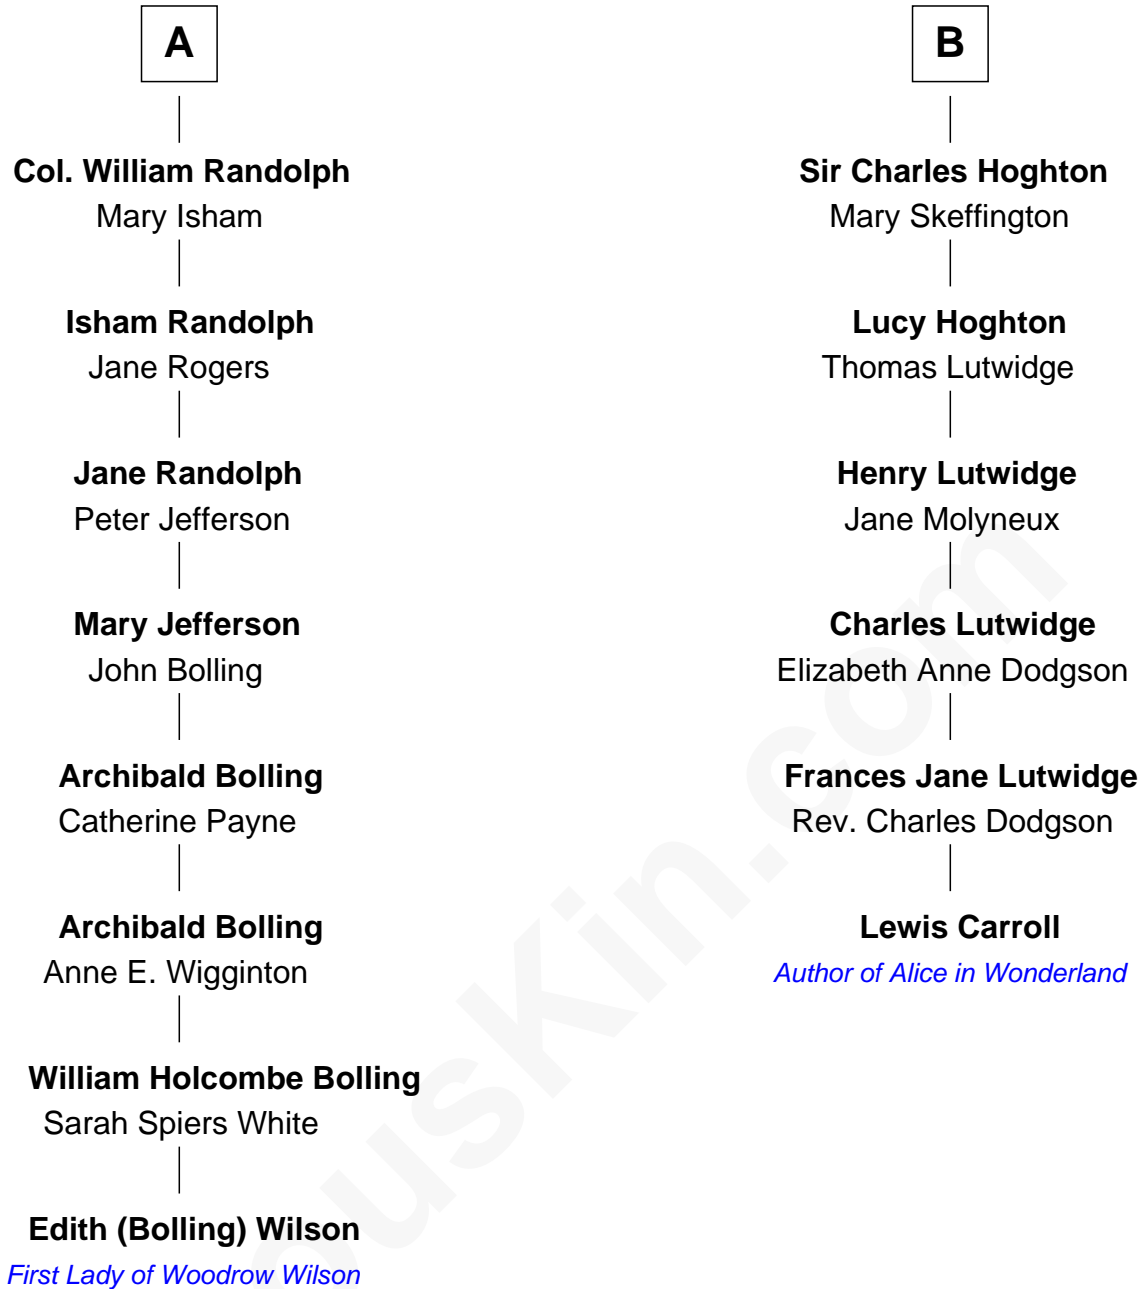 A
Col. William Randolph
Mary Isham
Isham Randolph
Jane Rogers
Jane Randolph
Peter Jefferson
Mary Jefferson
John Bolling
Archibald Bolling
Catherine Payne
Archibald Bolling
Anne E. Wigginton
William Holcombe Bolling
Sarah Spiers White
Edith (Bolling) Wilson
First Lady of Woodrow Wilson
B
Sir Charles Hoghton
Mary Skeffington
Lucy Hoghton
Thomas Lutwidge
Henry Lutwidge
Jane Molyneux
Charles Lutwidge
Elizabeth Anne Dodgson
Frances Jane Lutwidge
Rev. Charles Dodgson
Lewis Carroll
Author of Alice in Wonderland
ousKin.com